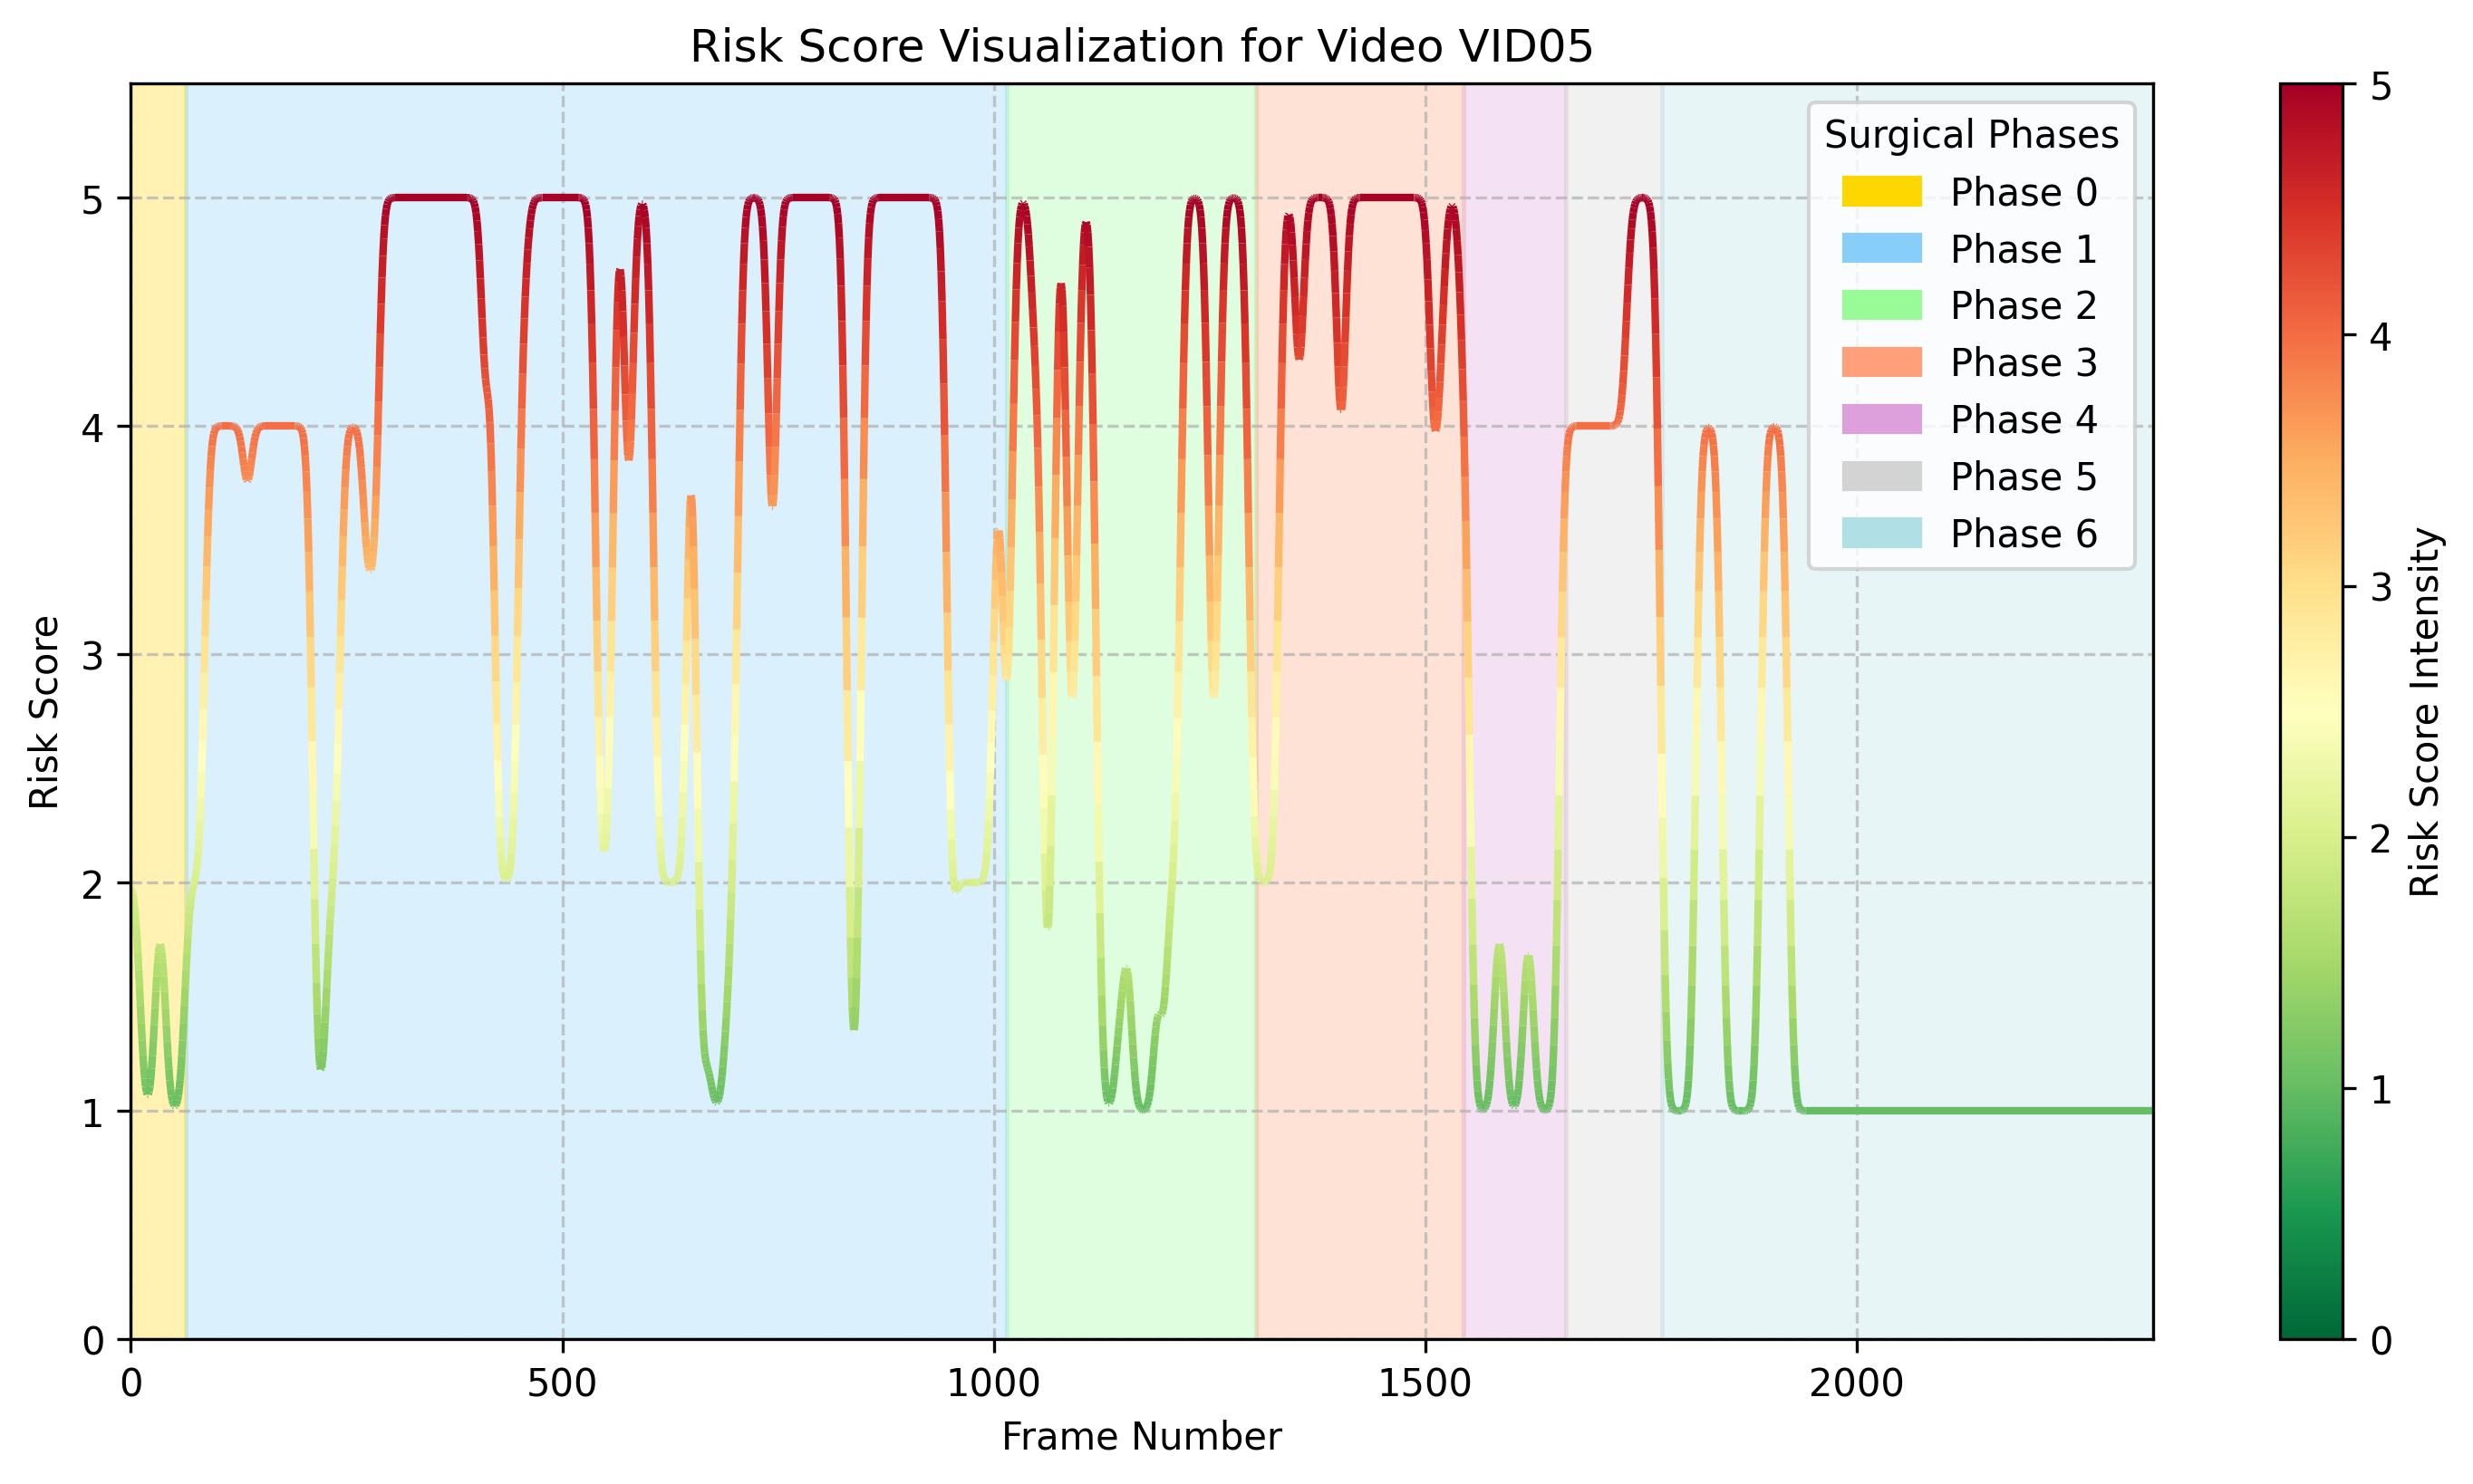 Risk Score Visualization for Video VID05
Risk Score
5
4
3
2
1
0
0 500 1000 1500 2000
Frame Number
Surgical Phases
Phase 0
Phase 1
Phase 2
Phase 3
Phase 4
Phase 5
Phase 6
5
4
3
2
1
0
Risk Score Intensity